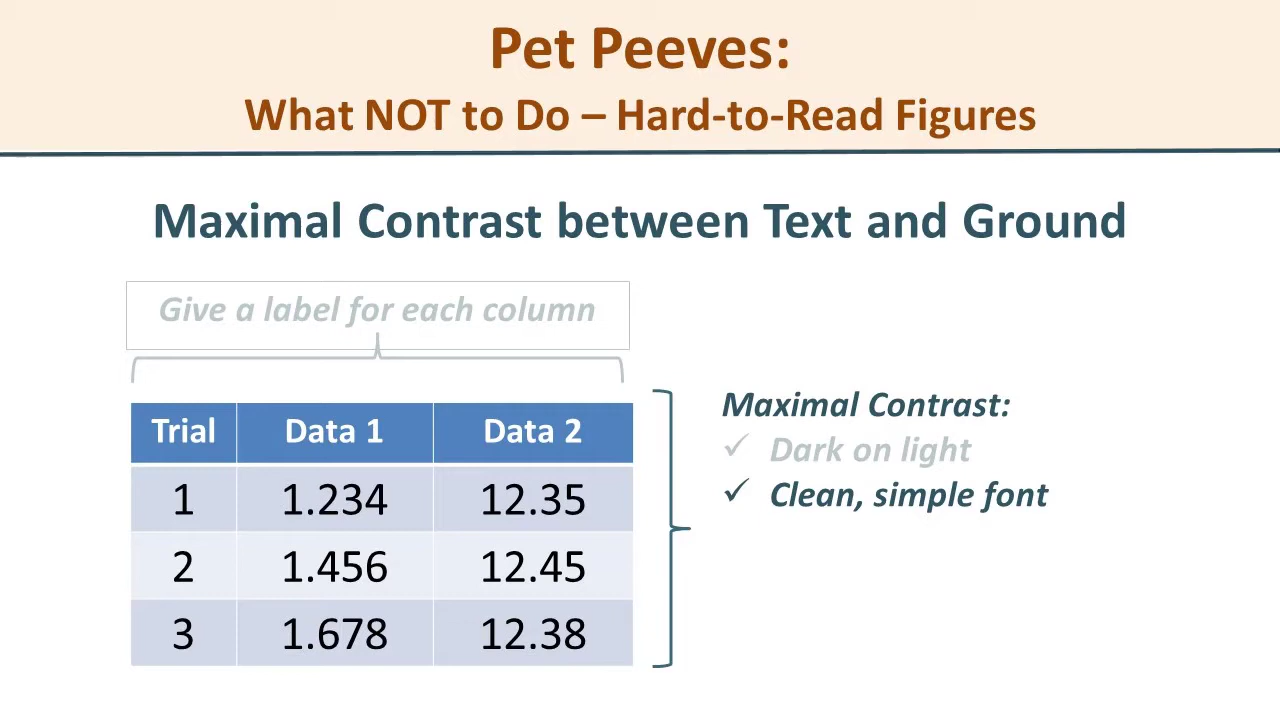 Pet Peeves:
What NOT to Do – Hard-to-Read Figures
Maximal Contrast between Text and Ground
Give a label for each column
Trial Data 1 Data 2
1 1.234 12.35
2 1.456 12.45
3 1.678 12.38
Maximal Contrast:
✓ Dark on light
✓ Clean, simple font